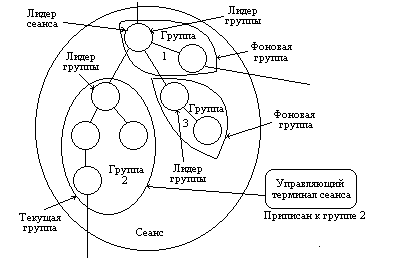 Лидер
сеанса
Лидер
группы
Группа
1
Фоновая
группа
Лидер
группы
Группа
3
Фоновая
группа
Группа
2
Лидер
группы
Управляющий
терминал сеанса
Приписан к группе 2
Текущая
группа
Сеанс